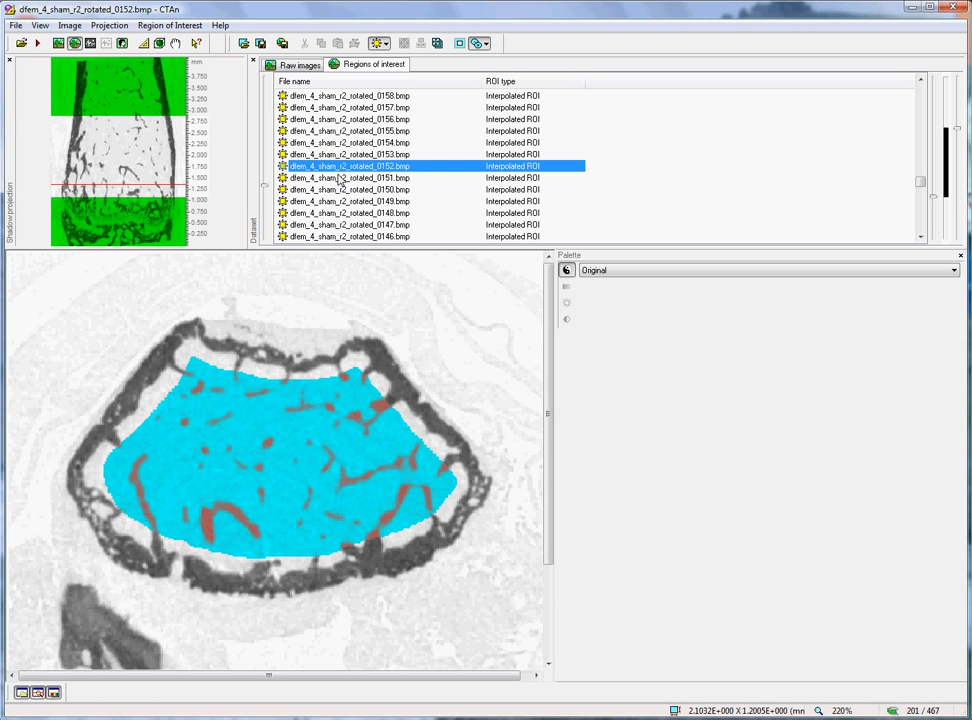 dfem_4_sham_r2_rotated_0152.bmp - CTAn
File View Image Projection Region of Interest Help
Shadow projection
mm
3.750
3.500
3.250
3.000
2.750
2.500
2.250
2.000
1.750
1.500
1.250
1.000
0.750
0.500
0.250
Dataset
Raw images Regions of interest
File name ROI type
dfem_4_sham_r2_rotated_0158.bmp Interpolated ROI
dfem_4_sham_r2_rotated_0157.bmp Interpolated ROI
dfem_4_sham_r2_rotated_0156.bmp Interpolated ROI
dfem_4_sham_r2_rotated_0155.bmp Interpolated ROI
dfem_4_sham_r2_rotated_0154.bmp Interpolated ROI
dfem_4_sham_r2_rotated_0153.bmp Interpolated ROI
dfem_4_sham_r2_rotated_0152.bmp Interpolated ROI
dfem_4_sham_r2_rotated_0151.bmp Interpolated ROI
dfem_4_sham_r2_rotated_0150.bmp Interpolated ROI
dfem_4_sham_r2_rotated_0149.bmp Interpolated ROI
dfem_4_sham_r2_rotated_0148.bmp Interpolated ROI
dfem_4_sham_r2_rotated_0147.bmp Interpolated ROI
dfem_4_sham_r2_rotated_0146.bmp Interpolated ROI
Palette
Original
2.1032E+000 X 1.2005E+000 (mn 220% 201 / 467